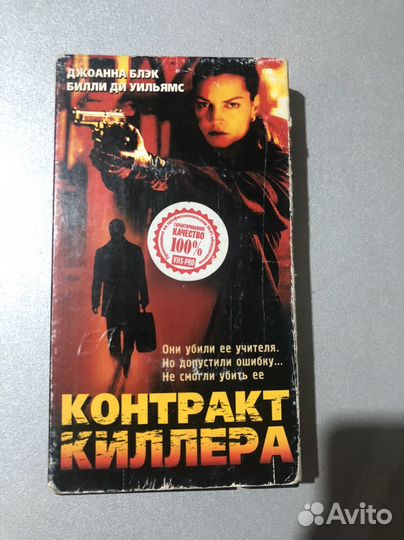 ДЖОАННА БЛЭК
БИЛЛИ ДИ УИЛЬЯМС
ГАРАНТИРОВАННОЕ
КАЧЕСТВО
100%
VHS PRO
Они убили ее учителя.
Но допустили ошибку...
Не смогли убить ее
КОНТРАКТ
КИЛЛЕРА
Avito